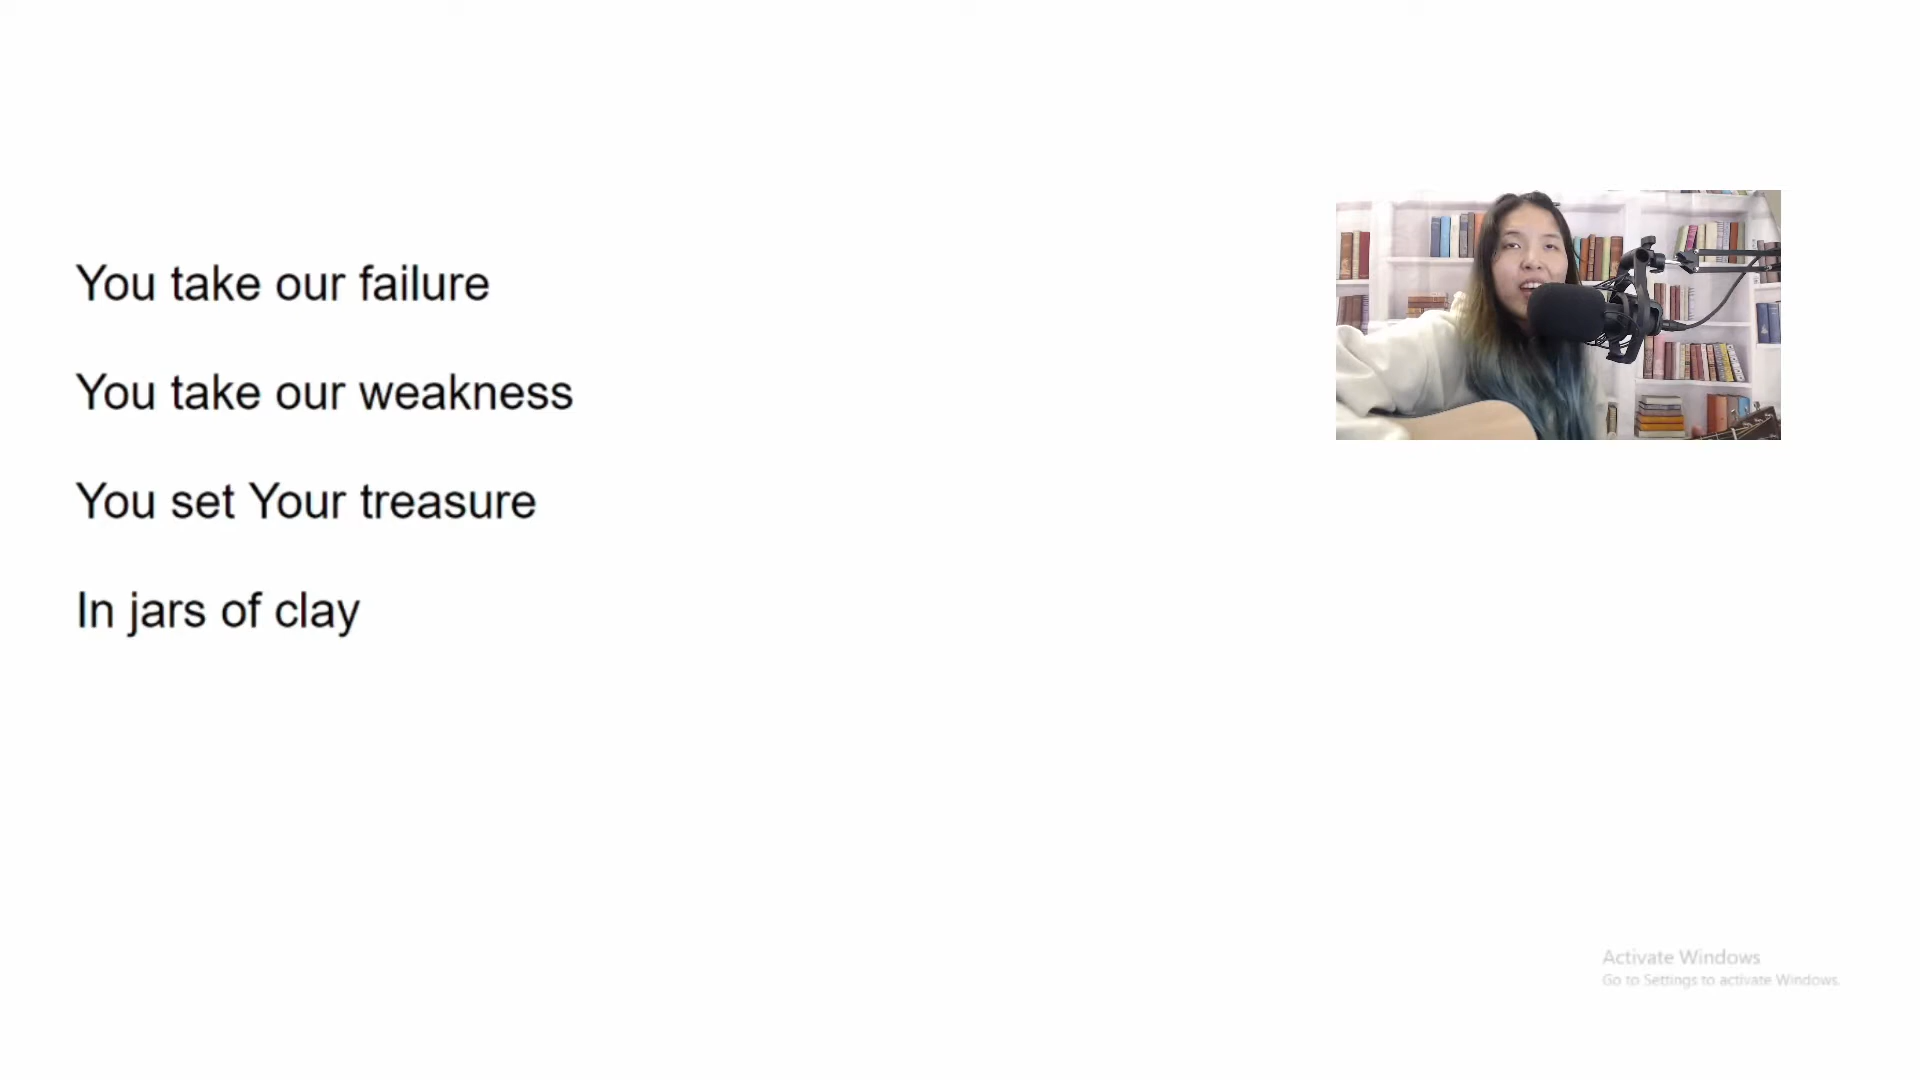 You take our failure
You take our weakness
You set Your treasure
In jars of clay
Activate Windows
Go to Settings to activate Windows.